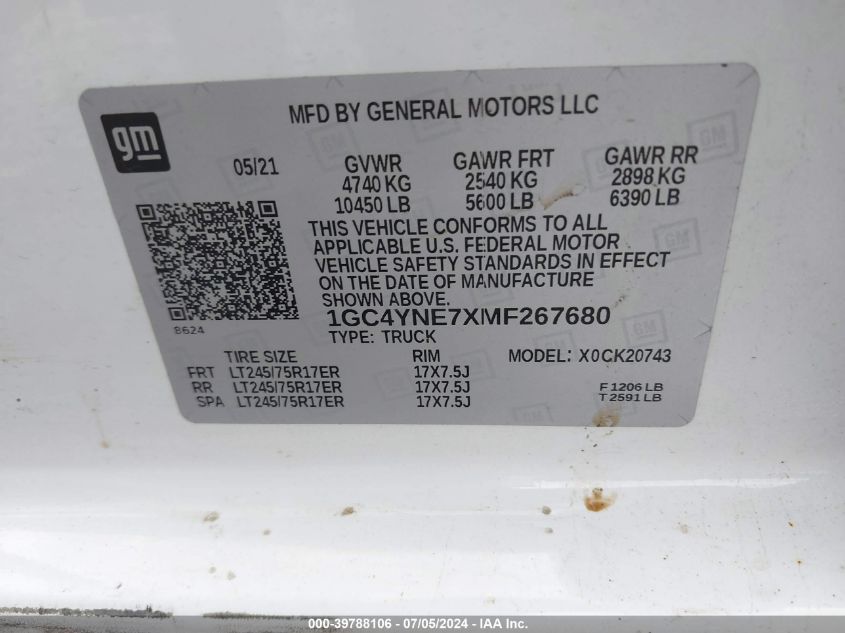 gm
MFD BY GENERAL MOTORS LLC
05/21 GVWR GAWR FRT GAWR RR
4740 KG 2540 KG 2898 KG
10450 LB 5600 LB 6390 LB
THIS VEHICLE CONFORMS TO ALL
APPLICABLE U.S. FEDERAL MOTOR
VEHICLE SAFETY STANDARDS IN EFFECT
ON THE DATE OF MANUFACTURE
SHOWN ABOVE.
8624
1GC4YNE7XMF267680
TYPE: TRUCK
TIRE SIZE RIM MODEL: X0CK20743
FRT LT245/75R17ER 17X7.5J
RR LT245/75R17ER 17X7.5J F1206 LB
SPA LT245/75R17ER 17X7.5J T2591 LB
000-39788106 - 07/05/2024 - IAA Inc.